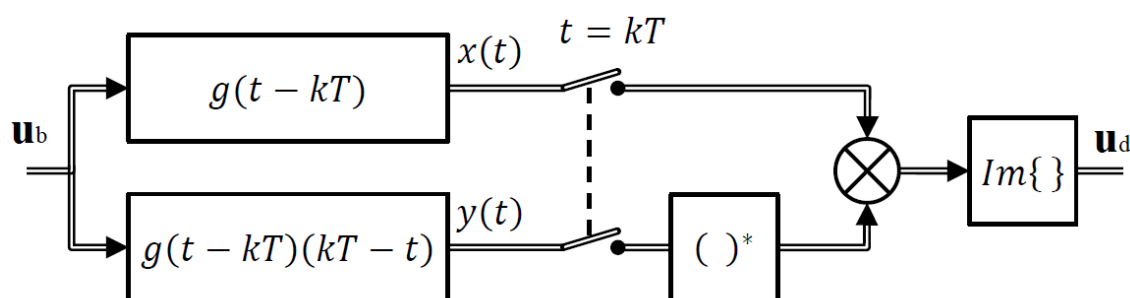 x(t)
t = kT
g(t − kT)
u_b
Im{ }
u_d
y(t)
g(t − kT)(kT − t)
( )*